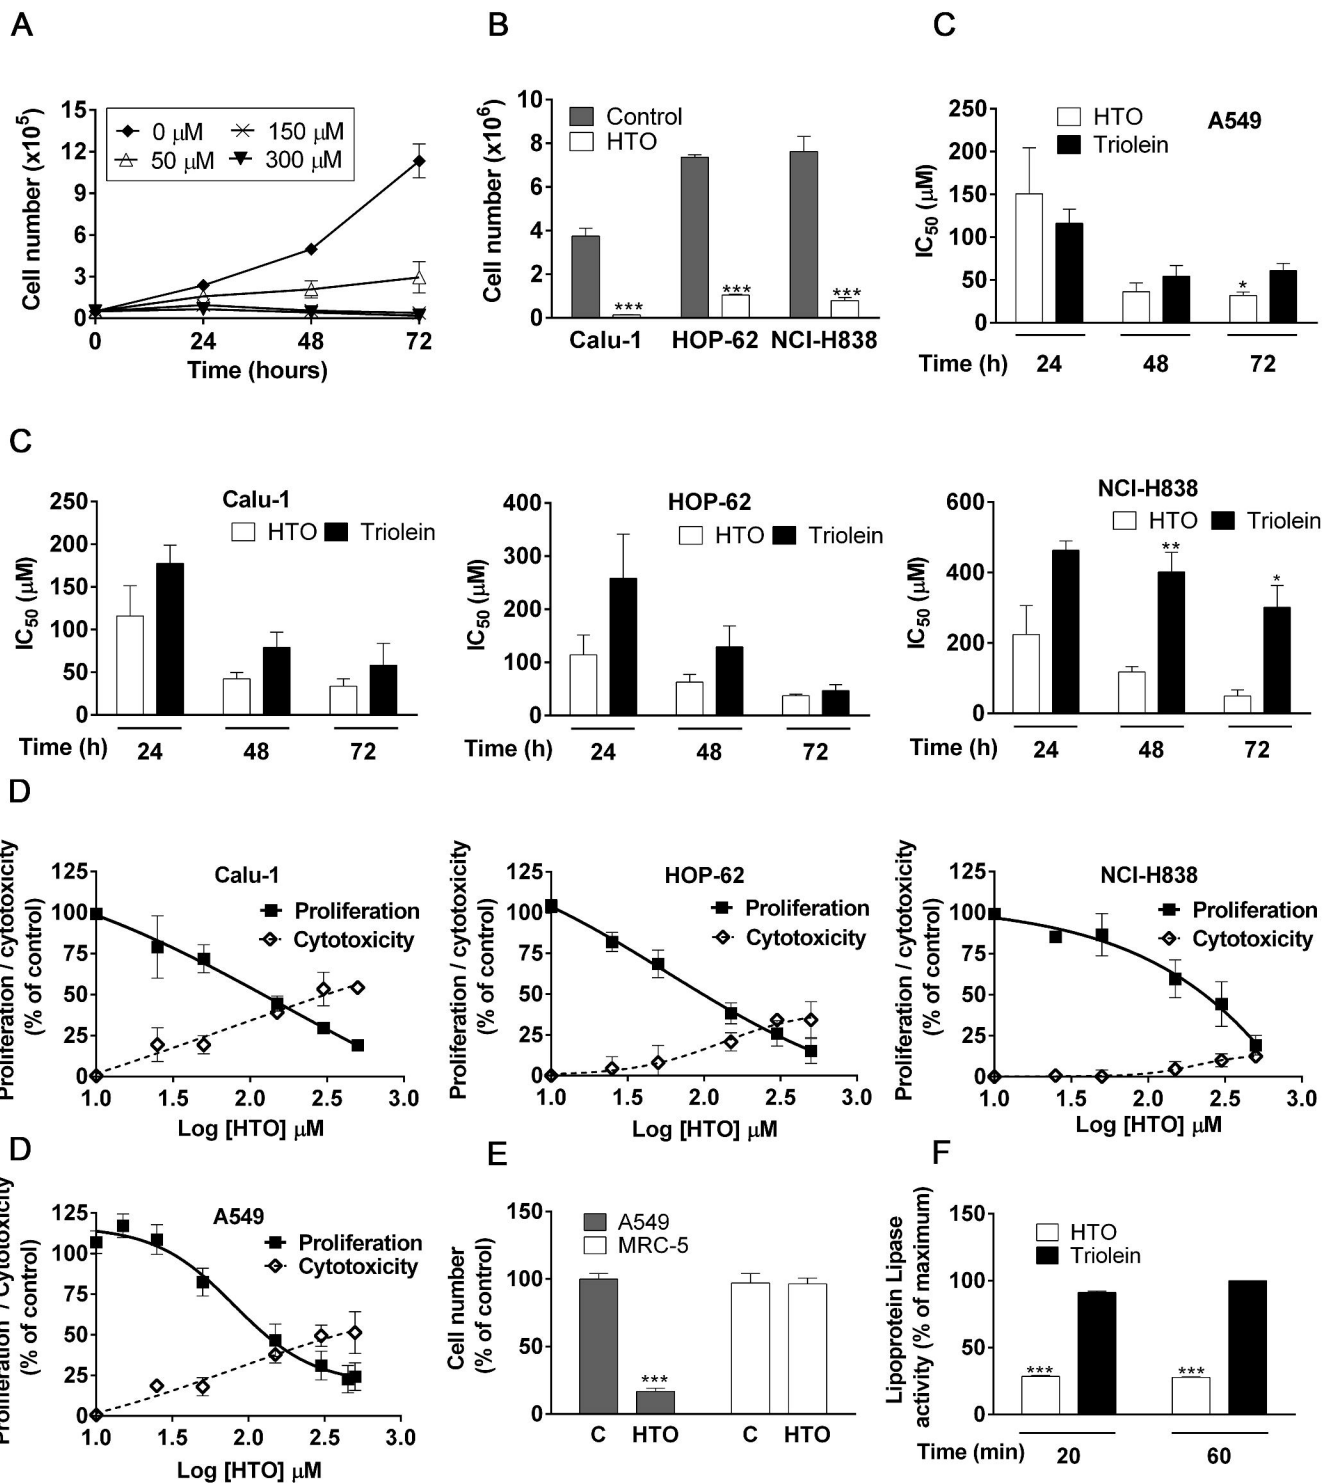 A
Cell number (x10⁵)
15
12
9
6
3
0
0 μM
150 μM
50 μM
300 μM
0
24
48
72
Time (hours)
B
Cell number (x10⁶)
10
8
6
4
2
0
Control
HTO
***
***
***
Calu-1
HOP-62
NCI-H838
C
IC₅₀ (μM)
250
200
150
100
50
0
HTO
Triolein
A549
*
Time (h)
24
48
72
C
IC₅₀ (μM)
250
200
150
100
50
0
Calu-1
HTO
Triolein
Time (h)
24
48
72
IC₅₀ (μM)
400
300
200
100
0
HOP-62
HTO
Triolein
Time (h)
24
48
72
IC₅₀ (μM)
600
400
200
0
NCI-H838
HTO
Triolein
**
*
Time (h)
24
48
72
D
Proliferation / cytotoxicity
(% of control)
125
100
75
50
25
0
Calu-1
Proliferation
Cytotoxicity
1.0
1.5
2.0
2.5
3.0
Log [HTO] μM
Proliferation / cytotoxicity
(% of control)
125
100
75
50
25
0
HOP-62
Proliferation
Cytotoxicity
1.0
1.5
2.0
2.5
3.0
Log [HTO] μM
Proliferation / cytotoxicity
(% of control)
125
100
75
50
25
0
NCI-H838
Proliferation
Cytotoxicity
1.0
1.5
2.0
2.5
3.0
Log [HTO] μM
D
Proliferation / Cytotoxicity
(% of control)
125
100
75
50
25
0
A549
Proliferation
Cytotoxicity
1.0
1.5
2.0
2.5
3.0
Log [HTO] μM
E
Cell number
(% of control)
150
100
50
0
A549
MRC-5
***
C
HTO
C
HTO
F
Lipoprotein Lipase
activity (% of maximum)
150
100
50
0
HTO
Triolein
***
***
Time (min)
20
60